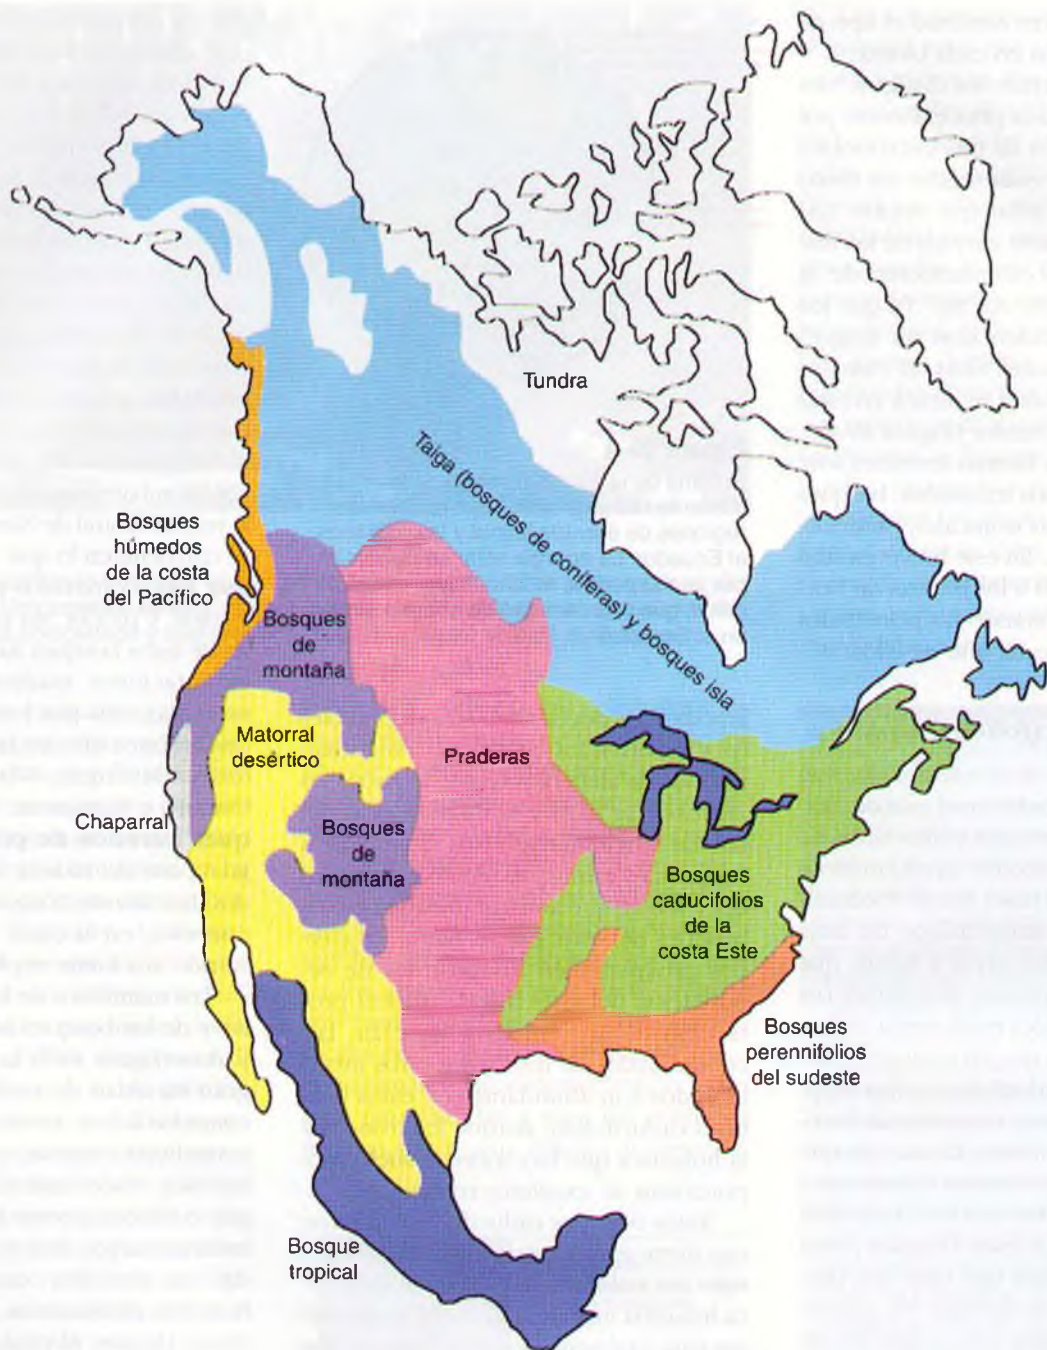 Tundra
Taiga (bosques de coníferas) y bosques isla
Bosques
húmedos
de la costa
del Pacífico
Bosques
de
montaña
Matorral
desértico
Praderas
Chaparral
Bosques
de
montaña
Bosques
caducifolios
de la
costa Este
Bosques
perennifolios
del sudeste
Bosque
tropical